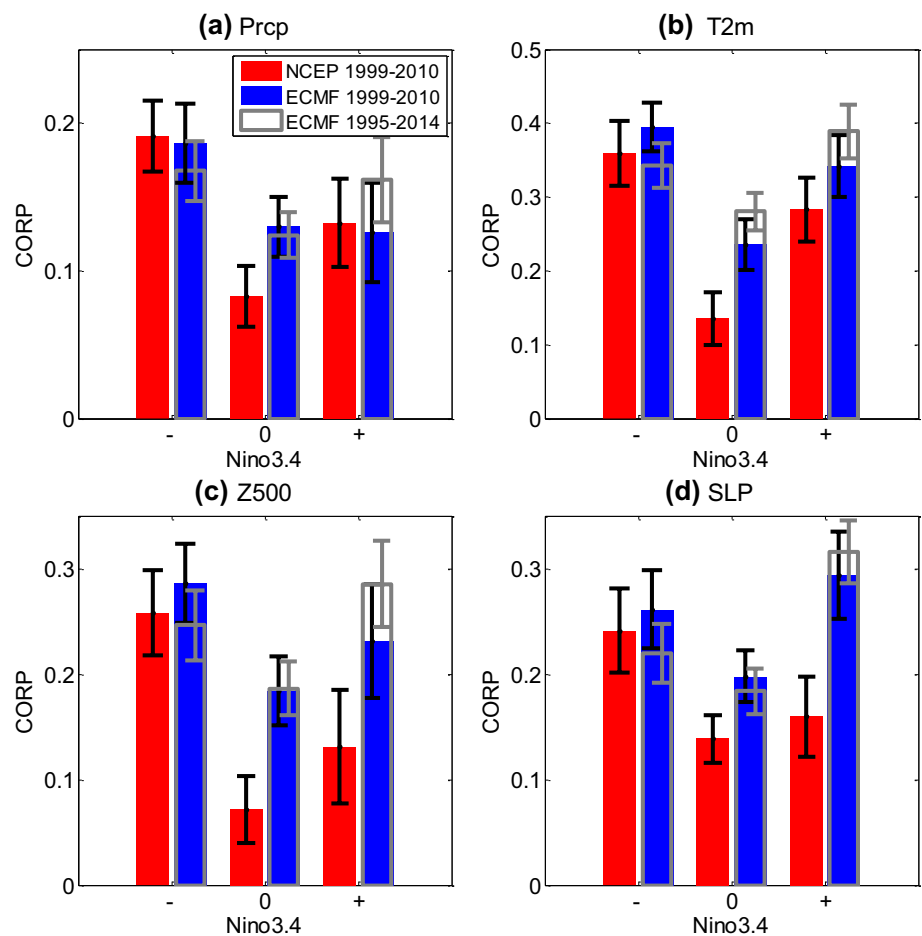 (a) Prcp
CORP
0.2
0.1
0
NCEP 1999-2010
ECMF 1999-2010
ECMF 1995-2014
- 0 +
Nino3.4
(b) T2m
CORP
0.5
0.4
0.3
0.2
0.1
0
- 0 +
Nino3.4
(c) Z500
CORP
0.3
0.2
0.1
0
- 0 +
Nino3.4
(d) SLP
CORP
0.3
0.2
0.1
0
- 0 +
Nino3.4